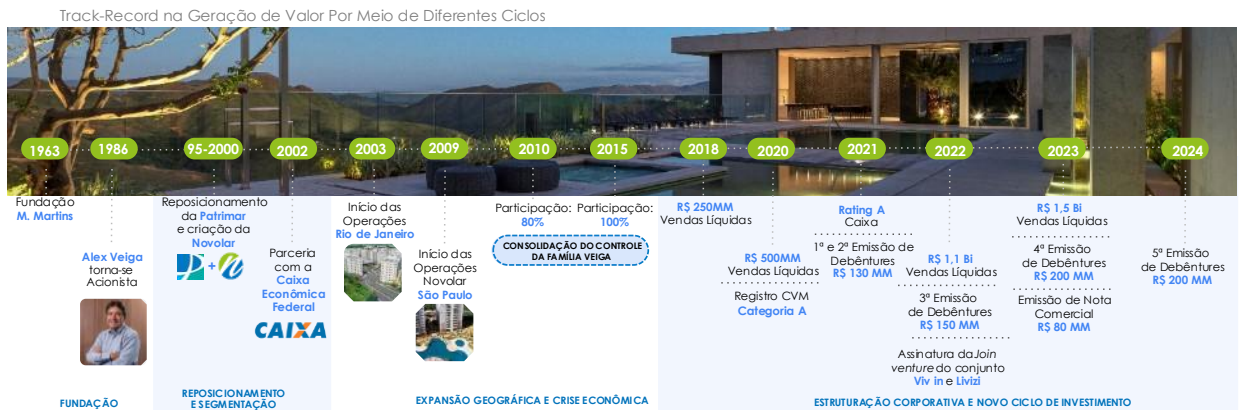 Track-Record na Geração de Valor Por Meio de Diferentes Ciclos
1963
1986
95-2000
2002
2003
2009
2010
2015
2018
2020
2021
2022
2023
2024
Fundação
M. Martins
Alex Veiga
torna-se
Acionista
Reposicionamento
da Patrimar
e criação da
Novolar
+
Parceria
com a
Caixa
Econômica
Federal
CAIXA
Início das
Operações
Rio de Janeiro
Início das
Operações
Novolar
São Paulo
Participação:
80%
Participação:
100%
CONSOLIDAÇÃO DO CONTROLE
DA FAMÍLIA VEIGA
R$ 250MM
Vendas Líquidas
R$ 500MM
Vendas Líquidas
Registro CVM
Categoria A
Rating A
Caixa
1ª e 2ª Emissão de
Debêntures
R$ 130 MM
R$ 1,1 Bi
Vendas Líquidas
3ª Emissão
de Debêntures
R$ 150 MM
Assinatura da Join
venture do conjunto
Viv in e Livizi
R$ 1,5 Bi
Vendas Líquidas
4ª Emissão
de Debêntures
R$ 200 MM
Emissão de Nota
Comercial
R$ 80 MM
5ª Emissão
de Debêntures
R$ 200 MM
FUNDAÇÃO
REPOSICIONAMENTO
E SEGMENTAÇÃO
EXPANSÃO GEOGRÁFICA E CRISE ECONÔMICA
ESTRUTURAÇÃO CORPORATIVA E NOVO CICLO DE INVESTIMENTO